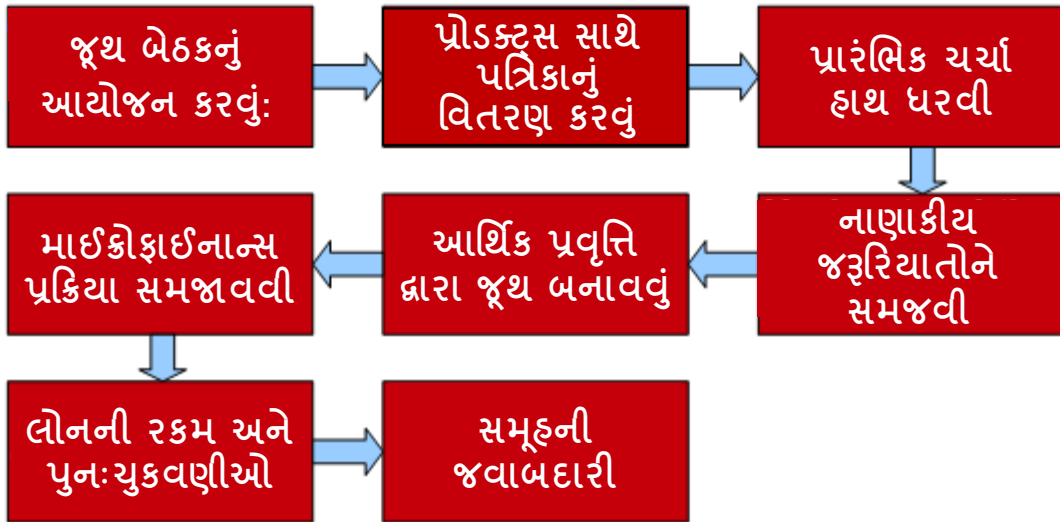 જૂથ બેઠકનું
આયોજન કરવું:
પ્રોડક્ટ્સ સાથે
પત્રિકાનું
વિતરણ કરવું
પ્રારંભિક ચર્ચા
હાથ ધરવી
નાણાકીય
જરૂરિયાતોને
સમજવી
આર્થિક પ્રવૃત્તિ
દ્વારા જૂથ બનાવવું
માઈક્રોફાઈનાન્સ
પ્રક્રિયા સમજાવવી
લોનની રકમ અને
પુનઃચુકવણીઓ
સમૂહની
જવાબદારી